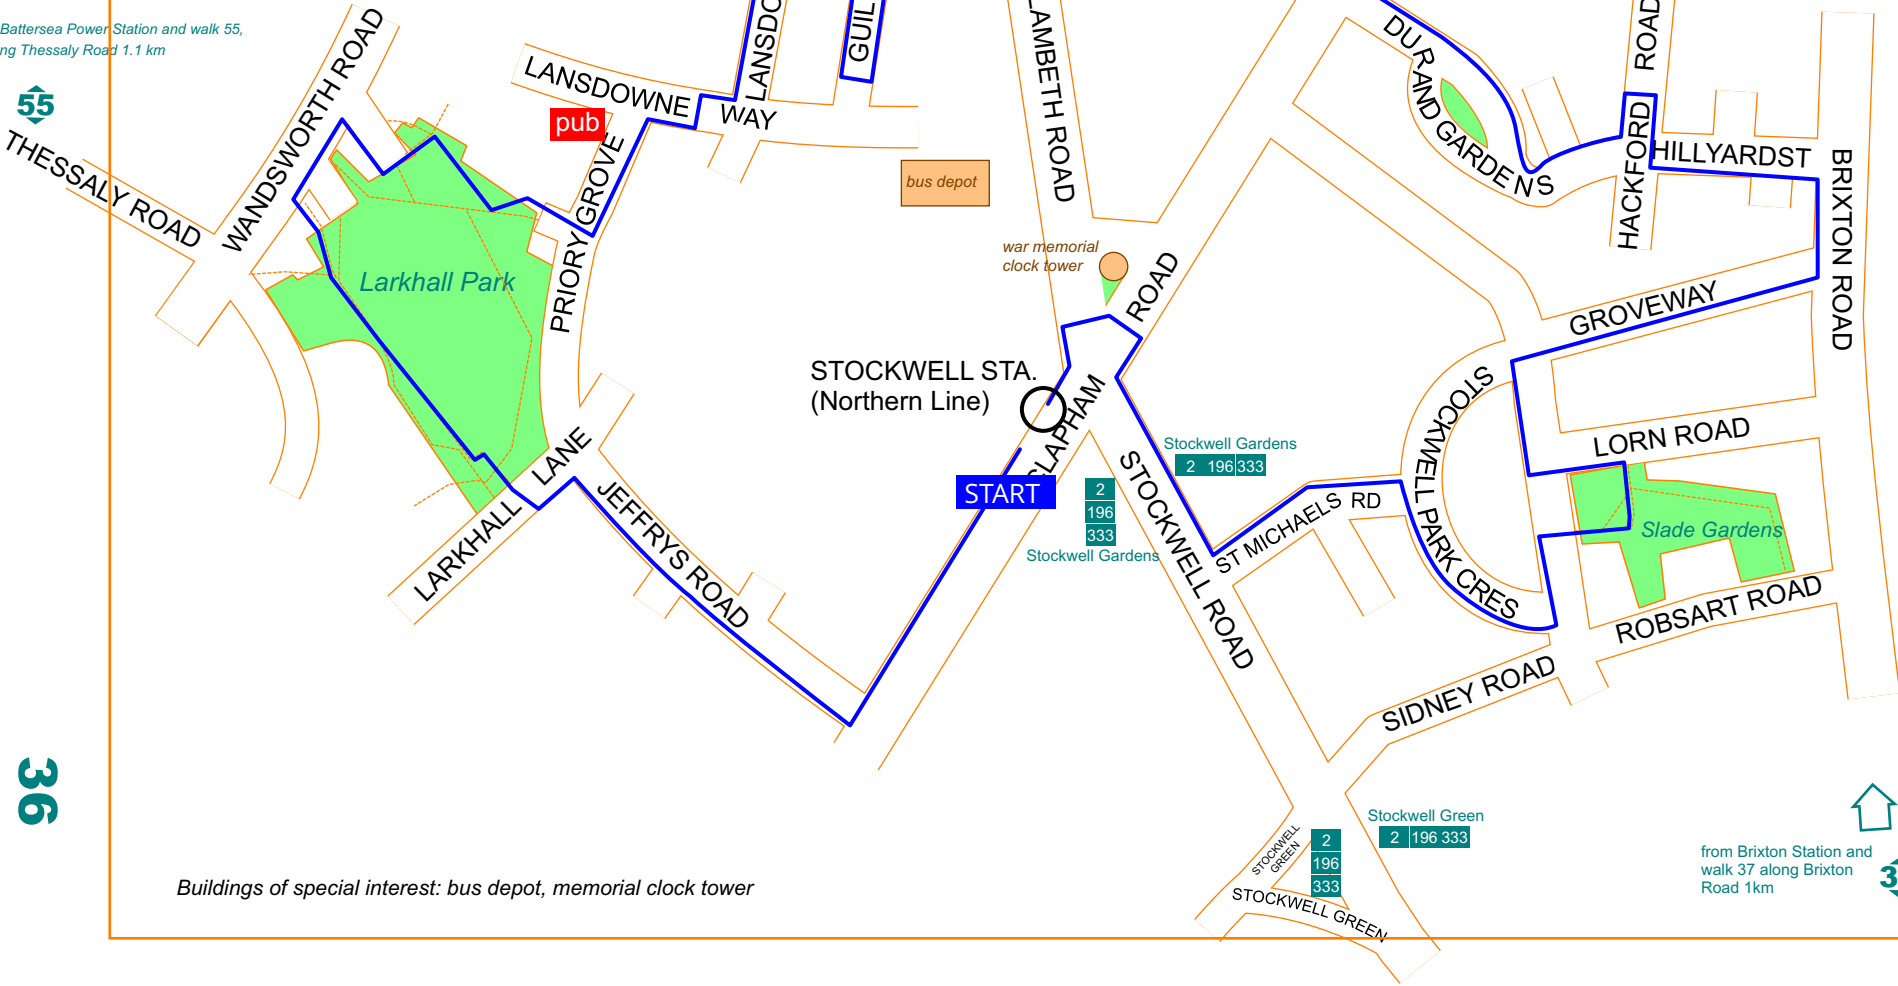 Battersea Power Station and walk 55,
ng Thessaly Road 1.1 km
55
THESSALY ROAD
WANDSWORTH ROAD
LANSDOWNE
WAY
LANSDO
GUIL
pub
PRIORY GROVE
Larkhall Park
LARKHALL LANE
JEFFRYS ROAD
bus depot
LAMBETH ROAD
war memorial
clock tower
STOCKWELL STA.
(Northern Line)
CLAPHAM ROAD
START
2
196
333
Stockwell Gardens
Stockwell Gardens
2 196 333
STOCKWELL ROAD
ST MICHAELS RD
STOCKWELL PARK CRES
DURAND GARDENS
HACKFORD ROAD
HILLYARDST
BRIXTON ROAD
GROVEWAY
LORN ROAD
Slade Gardens
ROBSART ROAD
SIDNEY ROAD
Stockwell Green
2 196 333
2
196
333
STOCKWELL
GREEN
STOCKWELL GREEN
from Brixton Station and
walk 37 along Brixton
Road 1km
3
36
Buildings of special interest: bus depot, memorial clock tower